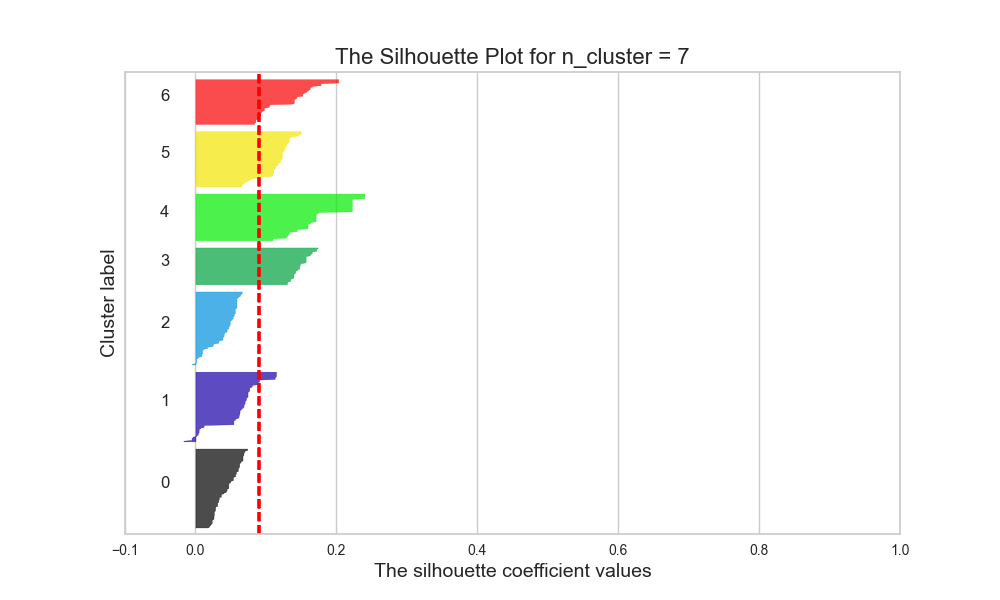 The Silhouette Plot for n_cluster = 7
6
5
4
3
2
1
0
Cluster label
−0.1 0.0 0.2 0.4 0.6 0.8 1.0
The silhouette coefficient values